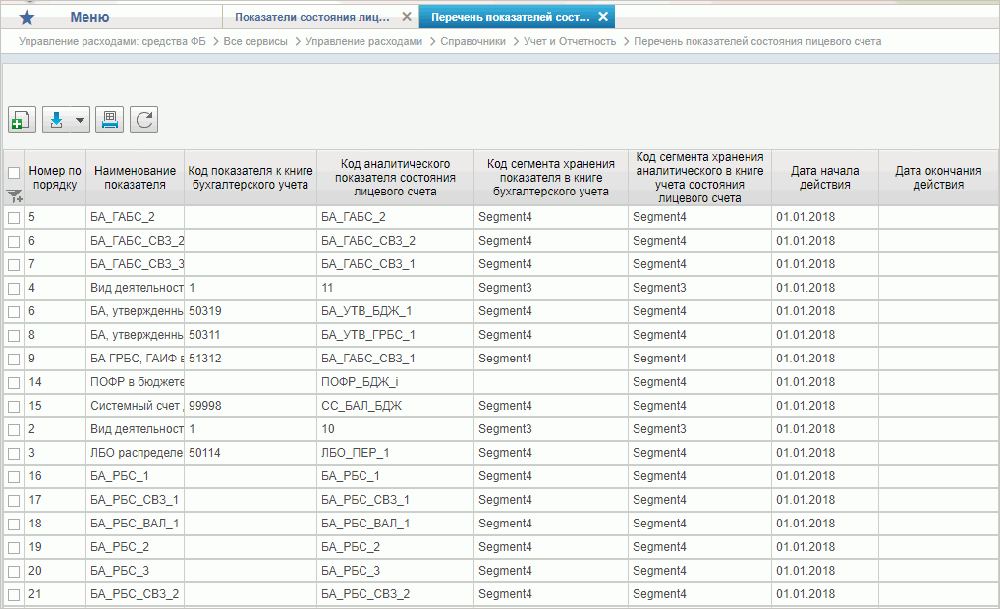 Меню Показатели состояния лиц... Перечень показателей сост...
Управление расходами: средства ФБ > Все сервисы > Управление расходами > Справочники > Учет и Отчетность > Перечень показателей состояния лицевого счета
Номер по порядку Наименование показателя Код показателя к книге бухгалтерского учета Код аналитического показателя состояния лицевого счета Код сегмента хранения показателя в книге бухгалтерского учета Код сегмента хранения аналитического в книге учета состояния лицевого счета Дата начала действия Дата окончания действия
5 БА_ГАБС_2 БА_ГАБС_2 Segment4 Segment4 01.01.2018
6 БА_ГАБС_СВЗ_2 БА_ГАБС_СВЗ_2 Segment4 Segment4 01.01.2018
7 БА_ГАБС_СВЗ_3 БА_ГАБС_СВЗ_1 Segment4 Segment4 01.01.2018
4 Вид деятельност 1 11 Segment3 Segment3 01.01.2018
6 БА, утвержденны 50319 БА_УТВ_БДЖ_1 Segment4 Segment4 01.01.2018
8 БА, утвержденны 50311 БА_УТВ_ГРБС_1 Segment4 Segment4 01.01.2018
9 БА ГРБС, ГАИФ в 51312 БА_ГАБС_СВЗ_1 Segment4 Segment4 01.01.2018
14 ПОФР в бюджете ПОФР_БДЖ_i Segment4 01.01.2018
15 Системный счет 99998 СС_БАЛ_БДЖ Segment4 Segment4 01.01.2018
2 Вид деятельност 1 10 Segment3 Segment3 01.01.2018
3 ЛБО распределе 50114 ЛБО_ПЕР_1 Segment4 Segment4 01.01.2018
16 БА_РБС_1 БА_РБС_1 Segment4 Segment4 01.01.2018
17 БА_РБС_СВЗ_1 БА_РБС_СВЗ_1 Segment4 Segment4 01.01.2018
18 БА_РБС_ВАЛ_1 БА_РБС_ВАЛ_1 Segment4 Segment4 01.01.2018
19 БА_РБС_2 БА_РБС_2 Segment4 Segment4 01.01.2018
20 БА_РБС_3 БА_РБС_3 Segment4 Segment4 01.01.2018
21 БА_РБС_СВЗ_2 БА_РБС_СВЗ_2 Segment4 Segment4 01.01.2018